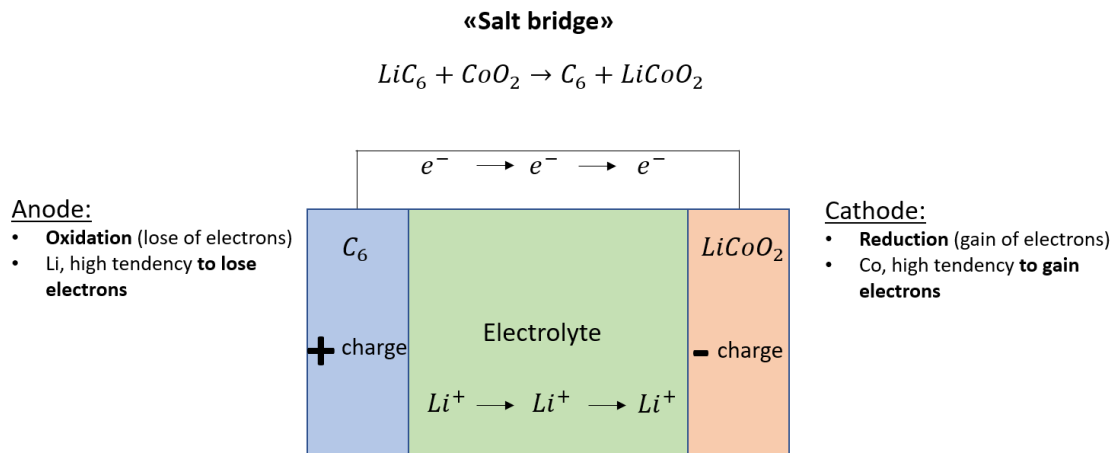 «Salt bridge»
LiC₆ + CoO₂ → C₆ + LiCoO₂
e⁻ → e⁻ → e⁻
Anode:
• Oxidation (lose of electrons)
• Li, high tendency to lose
electrons
C₆
+ charge
Electrolyte
Li⁺ → Li⁺ → Li⁺
LiCoO₂
- charge
Cathode:
• Reduction (gain of electrons)
• Co, high tendency to gain
electrons